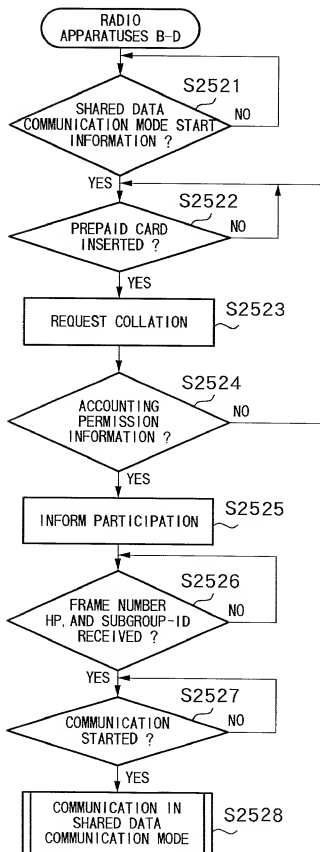 RADIO
APPARATUSES B-D
S2521
SHARED DATA
COMMUNICATION MODE START
INFORMATION ?
NO
YES
S2522
PREPAID CARD
INSERTED ?
NO
YES
REQUEST COLLATION
S2523
S2524
ACCOUNTING
PERMISSION
INFORMATION ?
NO
YES
INFORM PARTICIPATION
S2525
S2526
FRAME NUMBER
HP, AND SUBGROUP-ID
RECEIVED ?
NO
YES
S2527
COMMUNICATION
STARTED ?
NO
YES
COMMUNICATION IN
SHARED DATA
COMMUNICATION MODE
S2528